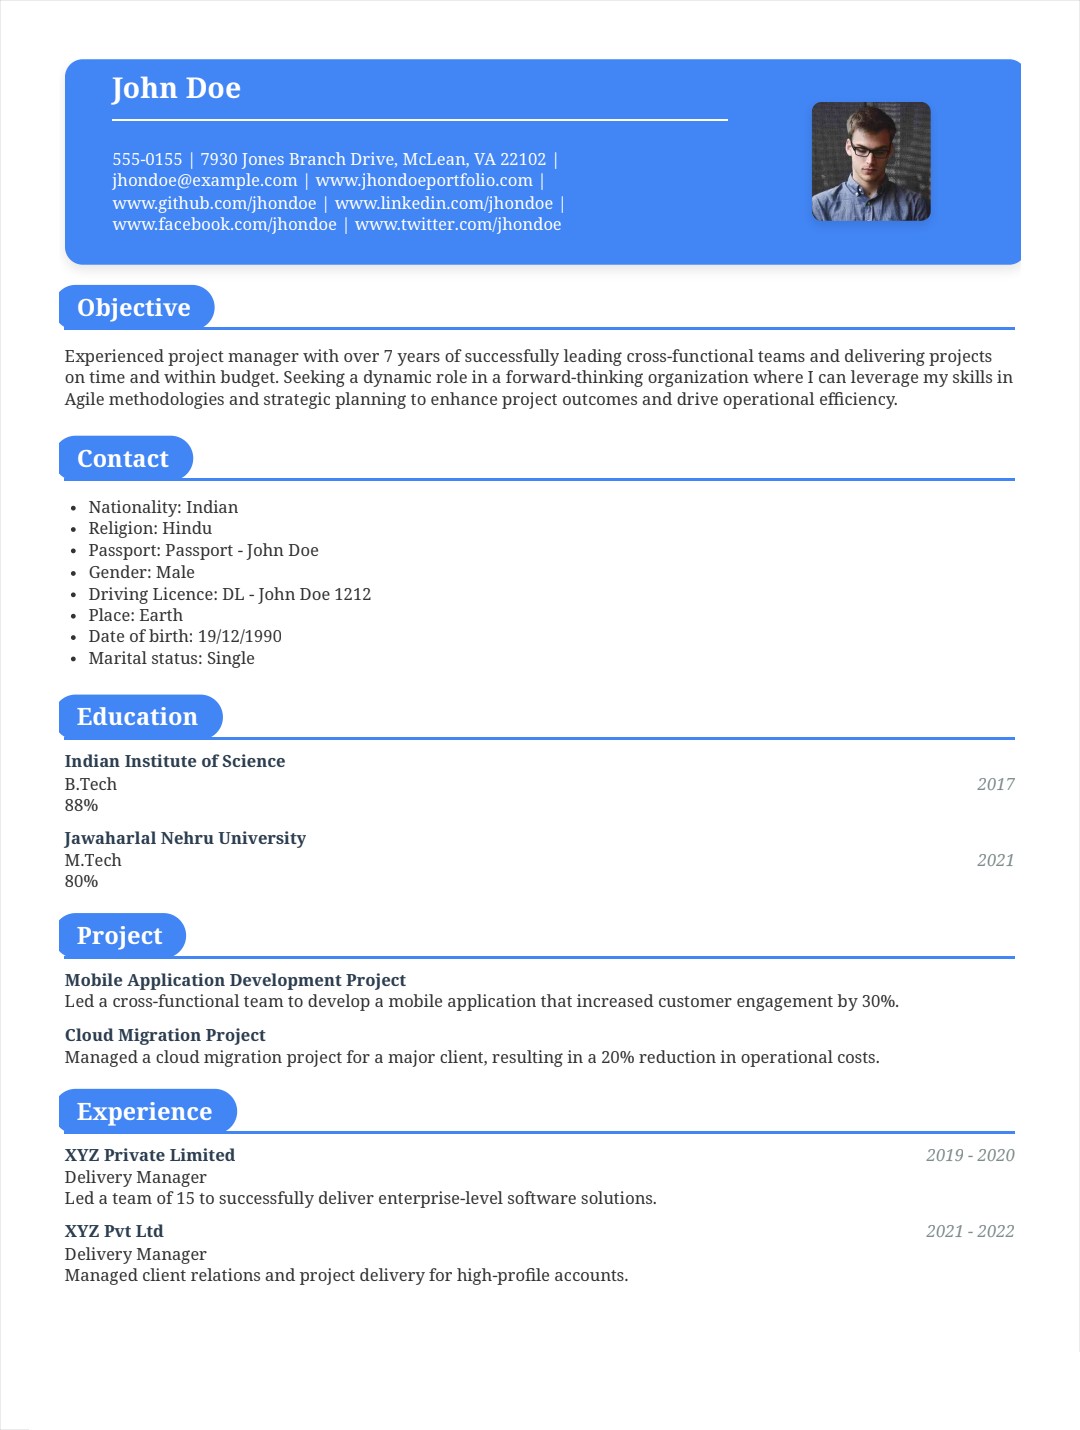 John Doe
555-0155 | 7930 Jones Branch Drive, McLean, VA 22102 |
jhondoe@example.com | www.jhondoeportfolio.com |
www.github.com/jhondoe | www.linkedin.com/jhondoe |
www.facebook.com/jhondoe | www.twitter.com/jhondoe
Objective
Experienced project manager with over 7 years of successfully leading cross-functional teams and delivering projects
on time and within budget. Seeking a dynamic role in a forward-thinking organization where I can leverage my skills in
Agile methodologies and strategic planning to enhance project outcomes and drive operational efficiency.
Contact
• Nationality: Indian
• Religion: Hindu
• Passport: Passport - John Doe
• Gender: Male
• Driving Licence: DL - John Doe 1212
• Place: Earth
• Date of birth: 19/12/1990
• Marital status: Single
Education
Indian Institute of Science
B.Tech 2017
88%
Jawaharlal Nehru University
M.Tech 2021
80%
Project
Mobile Application Development Project
Led a cross-functional team to develop a mobile application that increased customer engagement by 30%.
Cloud Migration Project
Managed a cloud migration project for a major client, resulting in a 20% reduction in operational costs.
Experience
XYZ Private Limited 2019 - 2020
Delivery Manager
Led a team of 15 to successfully deliver enterprise-level software solutions.
XYZ Pvt Ltd 2021 - 2022
Delivery Manager
Managed client relations and project delivery for high-profile accounts.